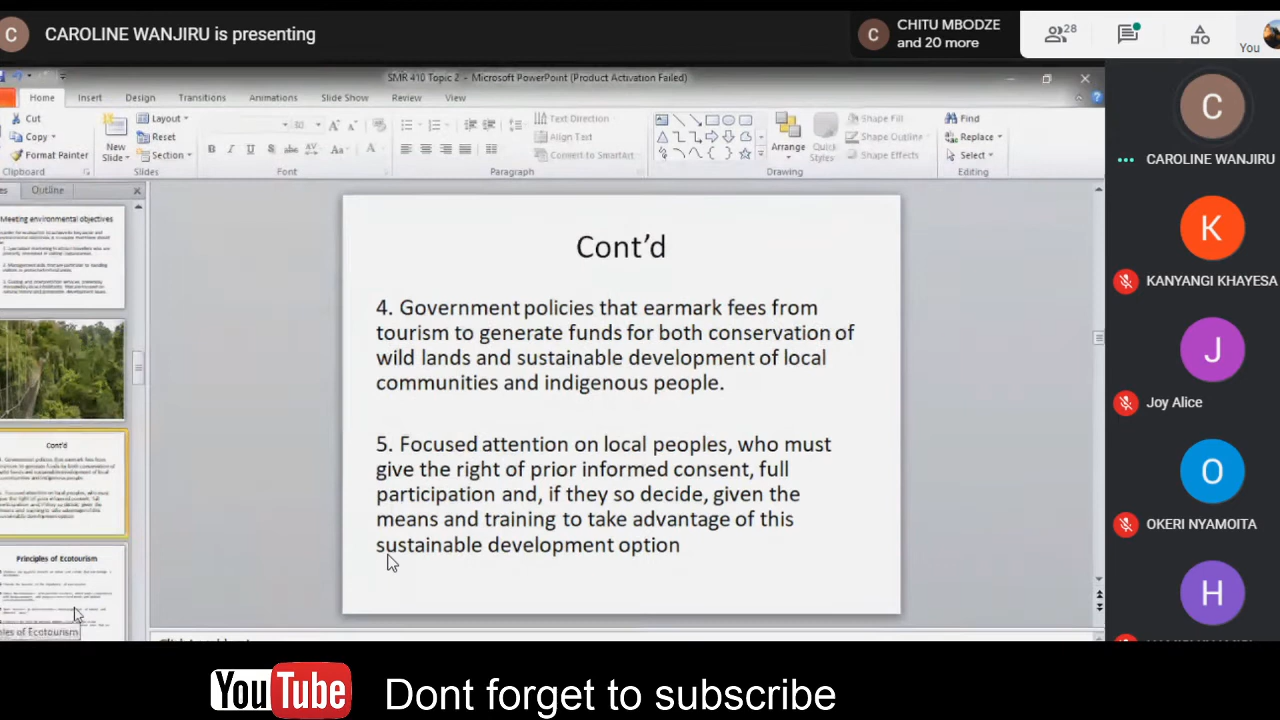 C
CAROLINE WANJIRU is presenting
C
CHITU MBODZE
and 20 more
28
You
SMR 410 Topic 2 - Microsoft PowerPoint (Product Activation Failed)
Home
Insert
Design
Transitions
Animations
Slide Show
Review
View
Cut
Copy
Format Painter
Clipboard
New
Slide
Layout
Reset
Section
Slides
30
Font
Text Direction
Align Text
Convert to SmartArt
Paragraph
Arrange
Quick
Styles
Shape Fill
Shape Outline
Shape Effects
Drawing
Find
Replace
Select
Editing
Outline
Meeting environmental objectives
Cont'd
Principles of Ecotourism
les of Ecotourism
Cont’d
4. Government policies that earmark fees from
tourism to generate funds for both conservation of
wild lands and sustainable development of local
communities and indigenous people.
5. Focused attention on local peoples, who must
give the right of prior informed consent, full
participation and, if they so decide, given the
means and training to take advantage of this
sustainable development option
C
CAROLINE WANJIRU
K
KANYANGI KHAYESA
J
Joy Alice
O
OKERI NYAMOITA
H
YouTube
Dont forget to subscribe